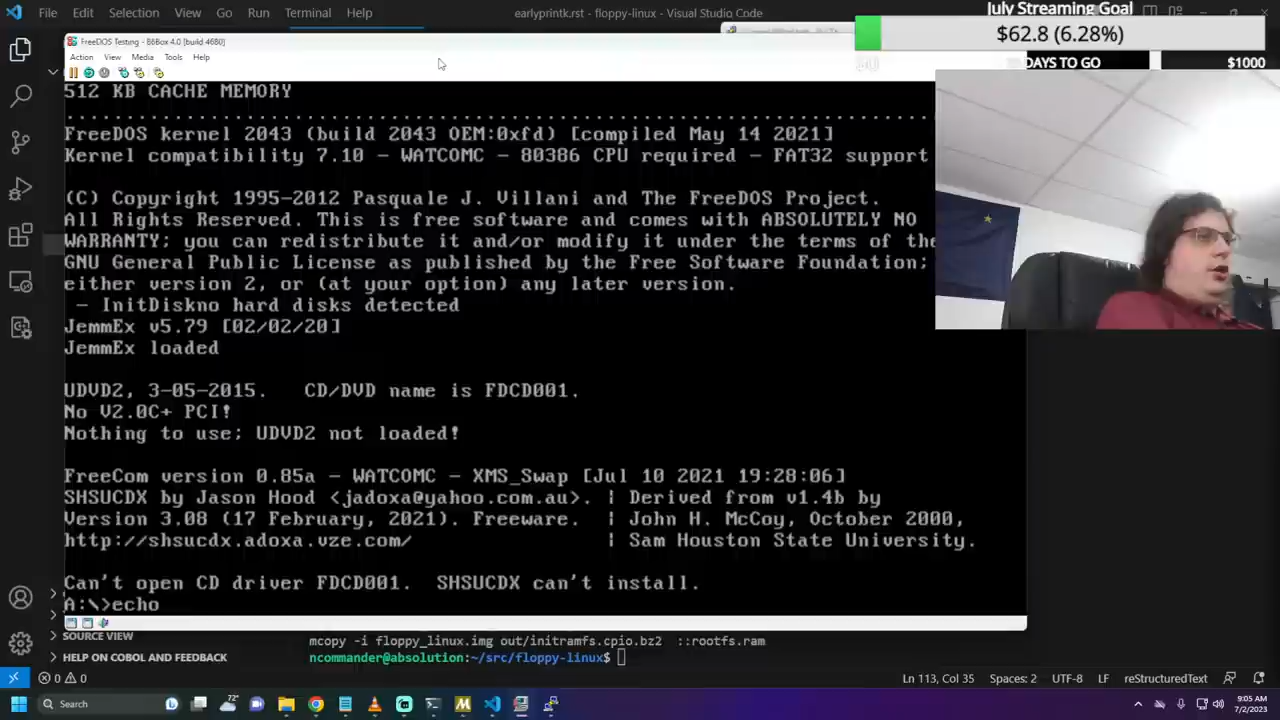 File Edit Selection View Go Run Terminal Help
earlyprintk.rst - floppy-linux - Visual Studio Code
July Streaming Goal
$62.8 (6.28%)
DAYS TO GO
$1000
FreeDOS Testing - 86Box 4.0 [build 4680]
Action View Media Tools Help
512 KB CACHE MEMORY
................................................................
FreeDOS kernel 2043 (build 2043 OEM:0xfd) [compiled May 14 2021]
Kernel compatibility 7.10 - WATCOMC - 80386 CPU required - FAT32 support
(C) Copyright 1995-2012 Pasquale J. Villani and The FreeDOS Project.
All Rights Reserved. This is free software and comes with ABSOLUTELY NO
WARRANTY; you can redistribute it and/or modify it under the terms of the
GNU General Public License as published by the Free Software Foundation;
either version 2, or (at your option) any later version.
- InitDiskno hard disks detected
JemmEx v5.79 [02/02/20]
JemmEx loaded
UDVD2, 3-05-2015. CD/DVD name is FDCD001.
No V2.0C+ PCI!
Nothing to use; UDVD2 not loaded!
FreeCom version 0.85a - WATCOMC - XMS_Swap [Jul 10 2021 19:28:06]
SHSUCDX by Jason Hood <jadoxa@yahoo.com.au>. | Derived from v1.4b by
Version 3.08 (17 February, 2021). Freeware. | John H. McCoy, October 2000,
http://shsucdx.adoxa.vze.com/ | Sam Houston State University.
Can't open CD driver FDCD001. SHSUCDX can't install.
A:\>echo
SOURCE VIEW
HELP ON COBOL AND FREEDATA
mcopy -i floppy_linux.img out/initramfs.cpio.bz2 ::rootfs.ram
ncommander@absolution:~/src/floppy-linux$
0 0
Ln 113, Col 35 Spaces: 2 UTF-8 LF reStructuredText
Search
72°
9:05 AM
7/2/2023